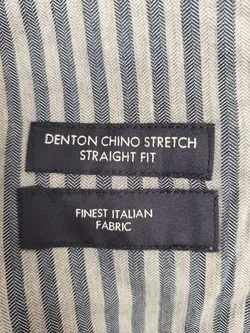 DENTON CHINO STRETCH
STRAIGHT FIT
FINEST ITALIAN
FABRIC